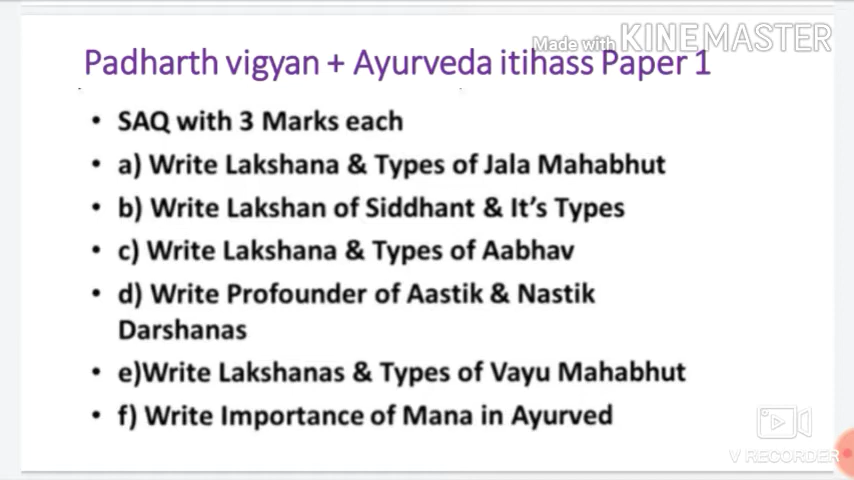 Made with KINEMASTER
Padharth vigyan + Ayurveda itihass Paper 1
• SAQ with 3 Marks each
• a) Write Lakshana & Types of Jala Mahabhut
• b) Write Lakshan of Siddhant & It's Types
• c) Write Lakshana & Types of Aabhav
• d) Write Profounder of Aastik & Nastik
Darshanas
• e)Write Lakshanas & Types of Vayu Mahabhut
• f) Write Importance of Mana in Ayurved
V RECORDER